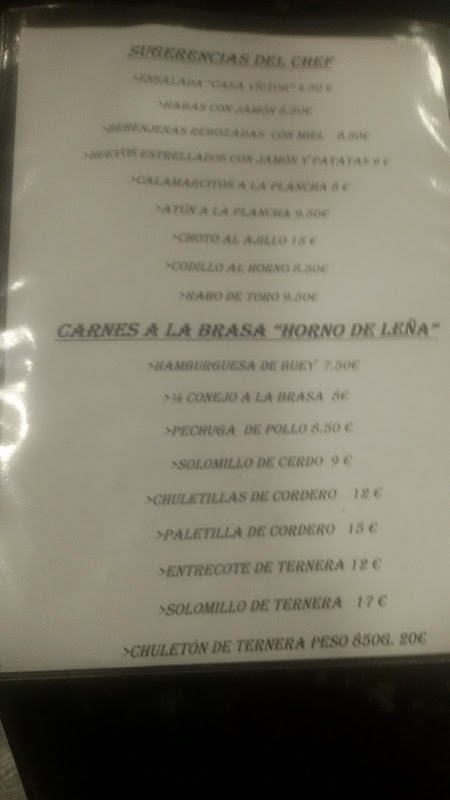 SUGERENCIAS DEL CHEF
>ENSALADA "CASA VÍCTOR" 4.50 €
>HABAS CON JAMÓN 8.50€
>BERENJENAS REBOZADAS CON MIEL 8.50€
>HUEVOS ESTRELLADOS CON JAMÓN Y PATATAS 9 €
>CALAMARCITOS A LA PLANCHA 8 €
>ATÚN A LA PLANCHA 9.50€
>CHOTO AL AJILLO 15 €
>CODILLO AL HORNO 8.50€
>RABO DE TORO 9.50€
CARNES A LA BRASA "HORNO DE LEÑA"
>HAMBURGUESA DE BUEY 7.50€
>½ CONEJO A LA BRASA 8€
>PECHUGA DE POLLO 8.50 €
>SOLOMILLO DE CERDO 9 €
>CHULETILLAS DE CORDERO 12 €
>PALETILLA DE CORDERO 15 €
>ENTRECOTE DE TERNERA 12 €
>SOLOMILLO DE TERNERA 17 €
>CHULETÓN DE TERNERA PESO 850G. 20€